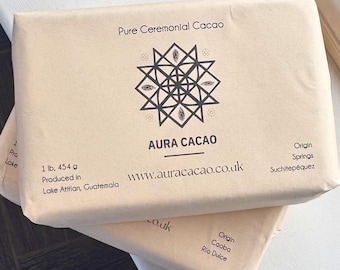 Pure Ceremonial Cacao
AURA CACAO
1 lb, 454 g
Produced in
Lake Atitlan, Guatemala
www.auracacao.co.uk
Origin
Springs
Suchitepéquez
Origin
Caoba
Rio Dulce